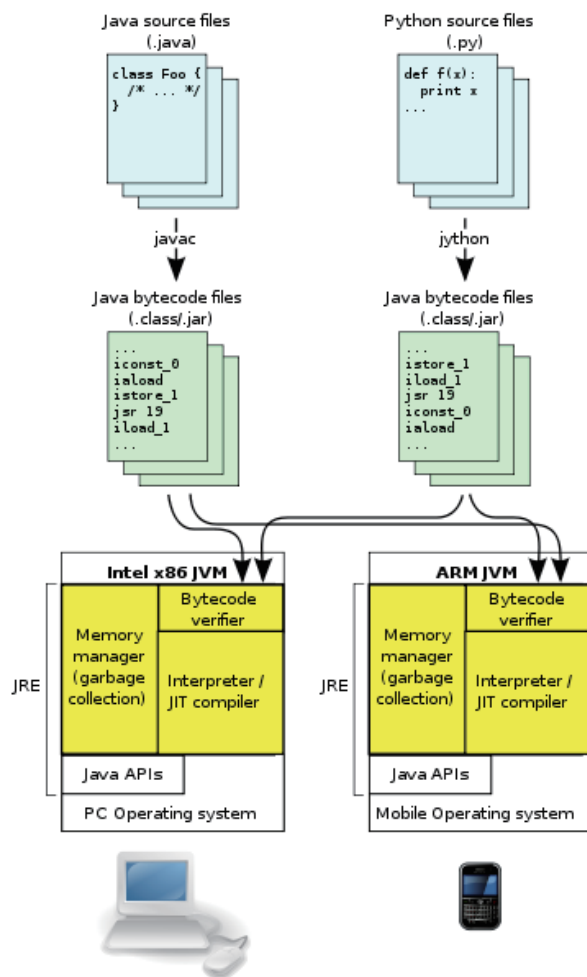 Java source files
(.java)
class Foo {
/* ... */
}
Python source files
(.py)
def f(x):
print x
...
javac
jython
Java bytecode files
(.class/.jar)
...
iconst_0
iaload
istore_1
jsr 19
iload_1
...
Java bytecode files
(.class/.jar)
...
istore_1
iload_1
jsr 19
iconst_0
iaload
...
Intel x86 JVM
JRE
Memory
manager
(garbage
collection)
Bytecode
verifier
Interpreter /
JIT compiler
Java APIs
PC Operating system
ARM JVM
JRE
Memory
manager
(garbage
collection)
Bytecode
verifier
Interpreter /
JIT compiler
Java APIs
Mobile Operating system